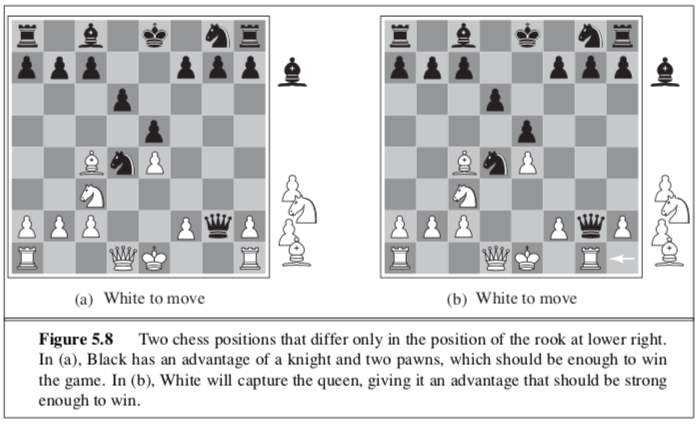 (a) White to move
(b) White to move
Figure 5.8 Two chess positions that differ only in the position of the rook at lower right.
In (a), Black has an advantage of a knight and two pawns, which should be enough to win
the game. In (b), White will capture the queen, giving it an advantage that should be strong
enough to win.